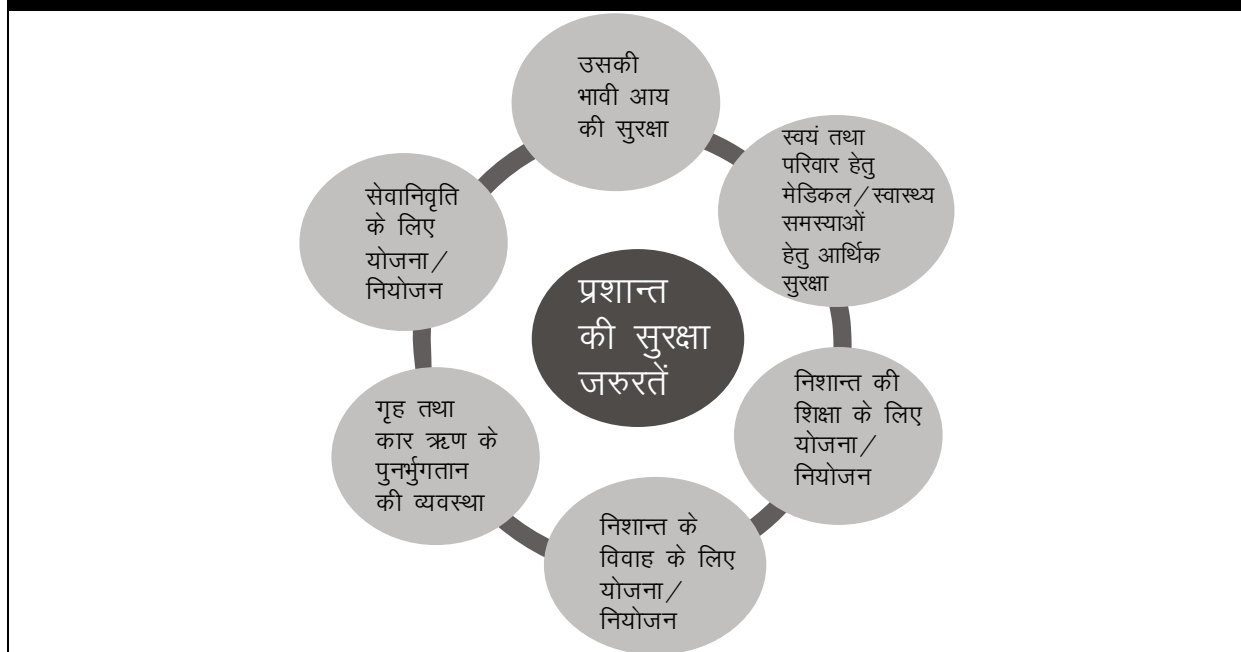 उसकी
भावी आय
की सुरक्षा
स्वयं तथा
परिवार हेतु
मेडिकल/स्वास्थ्य
समस्याओं
हेतु आर्थिक
सुरक्षा
निशान्त की
शिक्षा के लिए
योजना/
नियोजन
निशान्त के
विवाह के लिए
योजना/
नियोजन
गृह तथा
कार ऋण के
पुनर्भुगतान
की व्यवस्था
सेवानिवृति
के लिए
योजना/
नियोजन
प्रशान्त
की सुरक्षा
जरुरतें